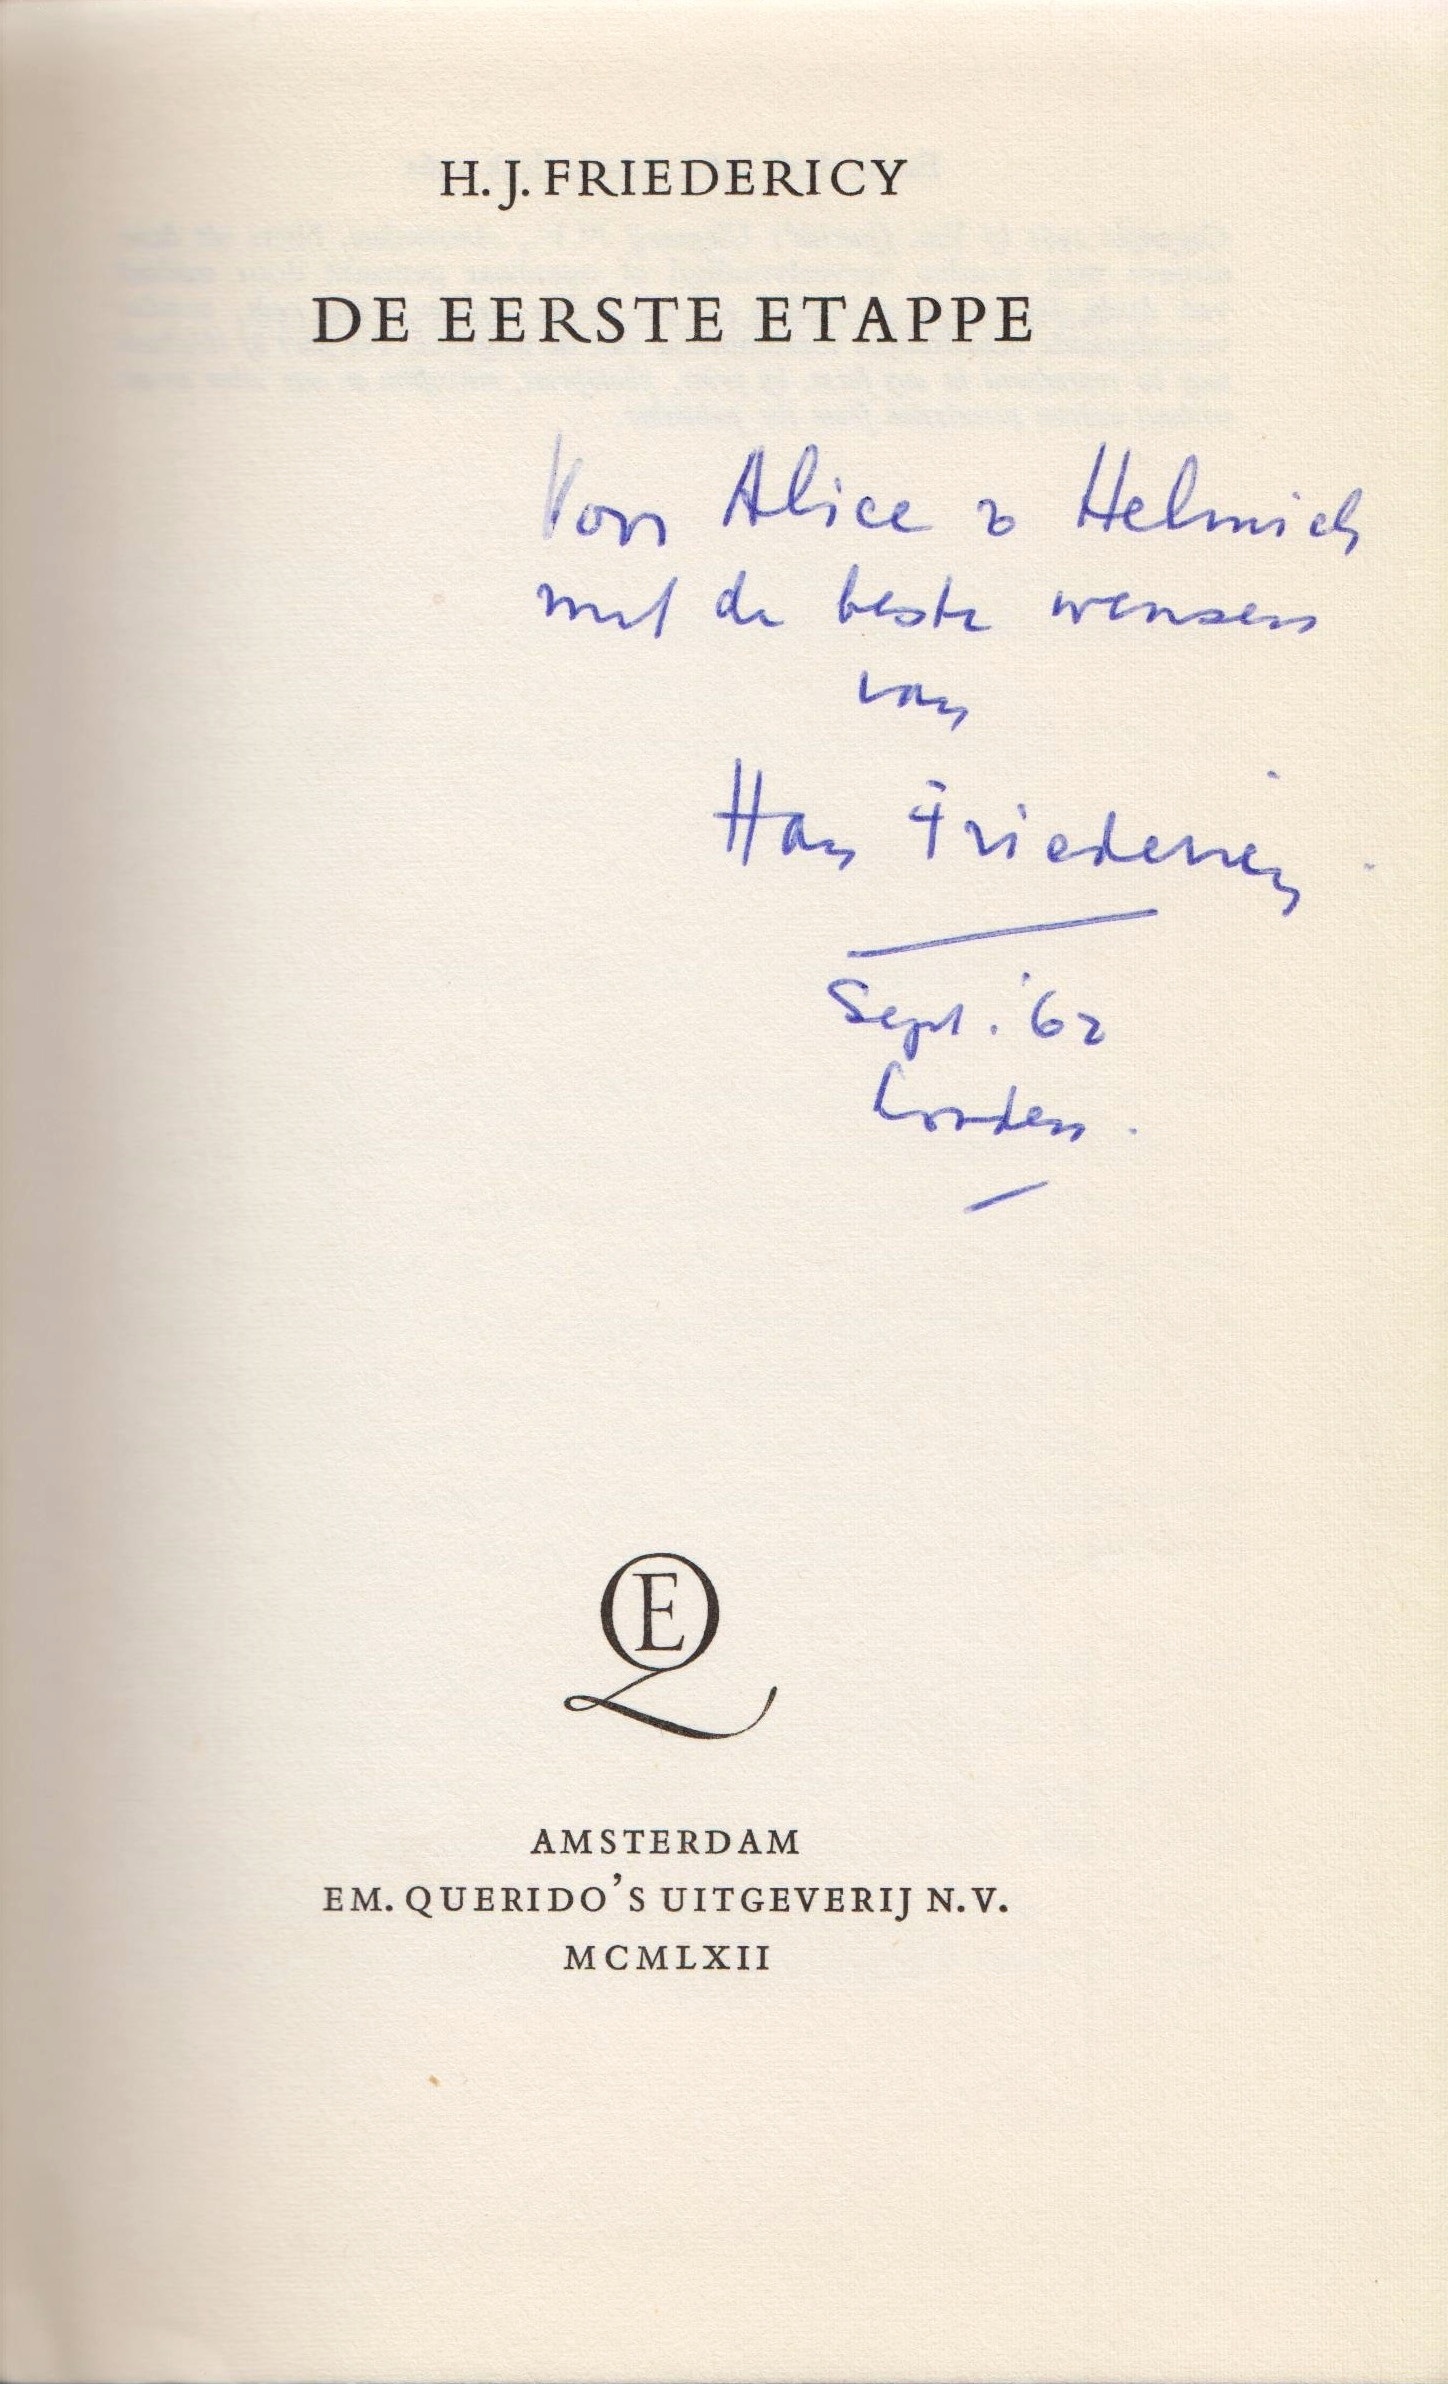 H. J. FRIEDERICY
DE EERSTE ETAPPE
Voor Alice & Helmich
met de beste wensen
van
Han Friedericy
Sept. '62
Londen.
EQ
AMSTERDAM
EM. QUERIDO'S UITGEVERIJ N.V.
MCMLXII